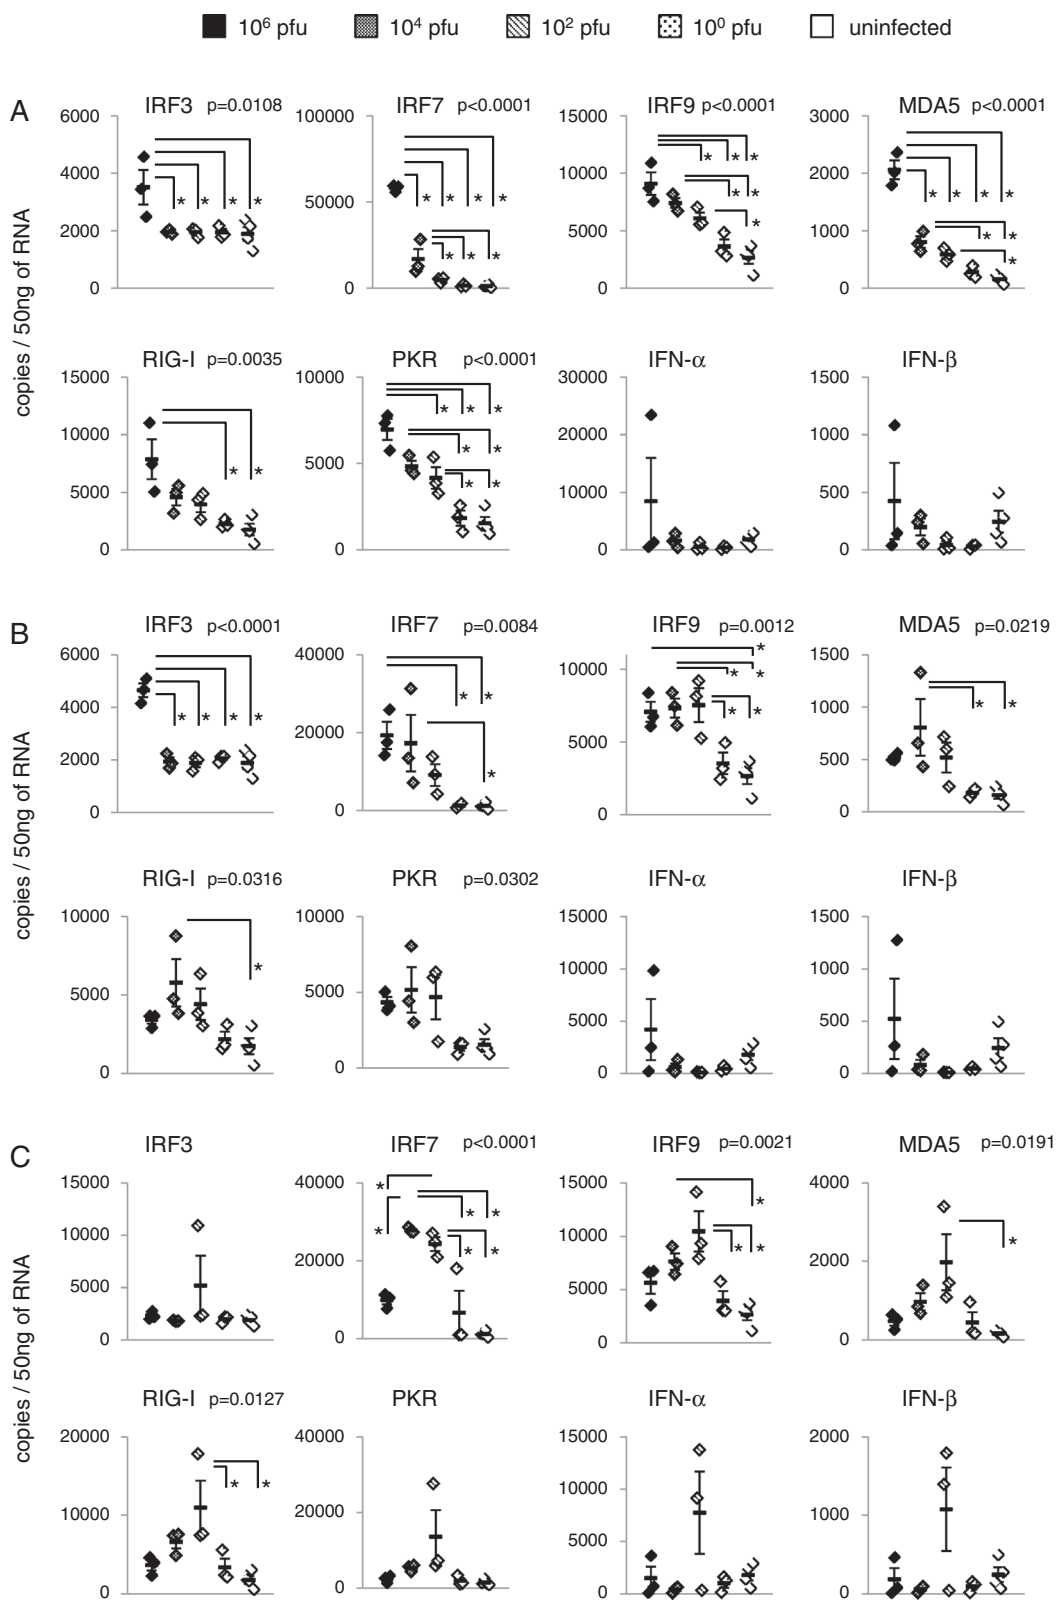 10⁶ pfu 10⁴ pfu 10² pfu 10⁰ pfu uninfected
A
copies / 50ng of RNA
IRF3 p=0.0108
6000
4000
2000
0
* * * *
IRF7 p<0.0001
100000
50000
0
* * * *
* * *
IRF9 p<0.0001
15000
10000
5000
0
* * *
* *
*
MDA5 p<0.0001
3000
2000
1000
0
* * * *
* *
*
RIG-I p=0.0035
15000
10000
5000
0
* *
PKR p<0.0001
10000
5000
0
* * *
* *
* *
IFN-α
30000
20000
10000
0
IFN-β
1500
1000
500
0
B
copies / 50ng of RNA
IRF3 p<0.0001
6000
4000
2000
0
* * * *
IRF7 p=0.0084
40000
20000
0
* *
*
IRF9 p=0.0012
10000
5000
0
*
* *
* *
MDA5 p=0.0219
1500
1000
500
0
* *
RIG-I p=0.0316
10000
5000
0
*
PKR p=0.0302
10000
5000
0
IFN-α
15000
10000
5000
0
IFN-β
1500
1000
500
0
C
copies / 50ng of RNA
IRF3
15000
10000
5000
0
IRF7 p<0.0001
40000
20000
0
*
*
* *
* *
IRF9 p=0.0021
15000
10000
5000
0
*
* *
MDA5 p=0.0191
4000
2000
0
*
RIG-I p=0.0127
20000
10000
0
* *
PKR
40000
20000
0
IFN-α
15000
10000
5000
0
IFN-β
2000
1000
0